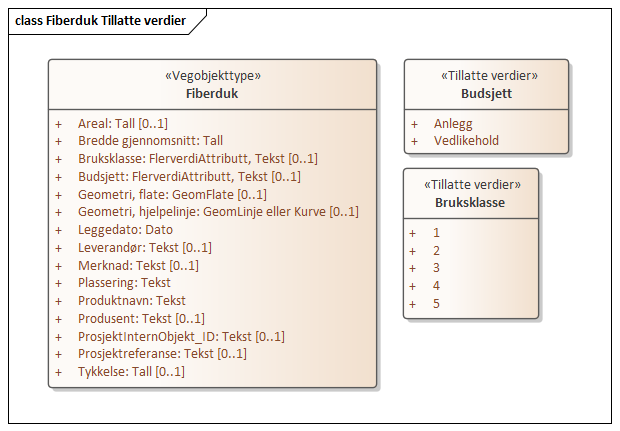 class Fiberduk Tillatte verdier
«Vegobjekttype»
Fiberduk
+ Areal: Tall [0..1]
+ Bredde gjennomsnitt: Tall
+ Bruksklasse: FlerverdiAttributt, Tekst [0..1]
+ Budsjett: FlerverdiAttributt, Tekst [0..1]
+ Geometri, flate: GeomFlate [0..1]
+ Geometri, hjelpelinje: GeomLinje eller Kurve [0..1]
+ Leggedato: Dato
+ Leverandør: Tekst [0..1]
+ Merknad: Tekst [0..1]
+ Plassering: Tekst
+ Produktnavn: Tekst
+ Produsent: Tekst [0..1]
+ ProsjektInternObjekt_ID: Tekst [0..1]
+ Prosjektreferanse: Tekst [0..1]
+ Tykkelse: Tall [0..1]
«Tillatte verdier»
Budsjett
+ Anlegg
+ Vedlikehold
«Tillatte verdier»
Bruksklasse
+ 1
+ 2
+ 3
+ 4
+ 5